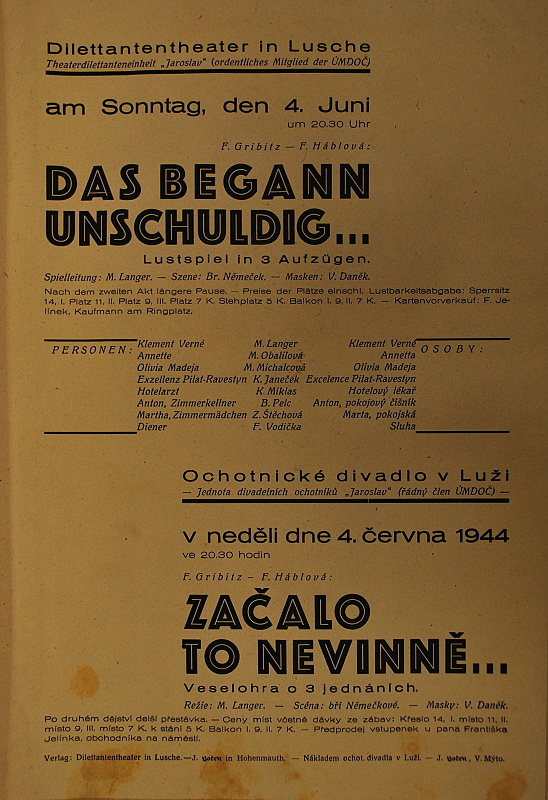 Dilettantentheater in Lusche
Theaterdilettanteneinheit „Jaroslav" (ordentliches Mitglied der ÚMDOČ)
am Sonntag, den 4. Juni
um 20.30 Uhr
F. Gribitz — F. Háblová:
DAS BEGANN
UNSCHULDIG...
Lustspiel in 3 Aufzügen.
Spielleitung: M. Langer. — Szene: Br. Němeček. — Masken: V. Daněk.
Nach dem zweiten Akt längere Pause. — Preise der Plätze einschl. Lustbarkeitsabgabe: Sperrsitz
14, I. Platz 11, II. Platz 9, III. Platz 7 K. Stehplatz 5 K. Balkon I. 9, II. 7 K. — Kartenvorverkauf: F. Je-
línek, Kaufmann am Ringplatz.
PERSONEN: OSOBY:
Klement Verné M. Langer Klement Verné
Annette M. Obalilová Annetta
Olivia Madeja M. Michalcová Olivia Madeja
Exzellenz Pilat-Ravestyn K. Janeček Excelence Pilat-Ravestyn
Hotelarzt K. Miklas Hotelový lékař
Anton, Zimmerkellner B. Pelc Anton, pokojový číšník
Martha, Zimmermädchen Z. Štěchová Marta, pokojská
Diener F. Vodička Sluha
Ochotnické divadlo v Luži
— Jednota divadelních ochotníků „Jaroslav" (řádný člen ÚMDOČ) —
v neděli dne 4. června 1944
ve 20.30 hodin
F. Gribitz — F. Háblová:
ZAČALO
TO NEVINNĚ...
Veselohra o 3 jednáních.
Režie: M. Langer. — Scéna: bří Němečkové. — Masky: V. Daněk.
Po druhém dějství delší přestávka. — Ceny míst včetně dávky ze zábav: Křeslo 14, I. místo 11, II.
místo 9, III. místo 7 K, k stání 5 K. Balkon I. 9, II. 7 K. — Předprodej vstupenek u pana Františka
Jelínka, obchodníka na náměstí.
Verlag: Dilettantentheater in Lusche.—J. in Hohenmauth. — Nákladem ochot. divadla v Luži. — J. , V. Mýto.